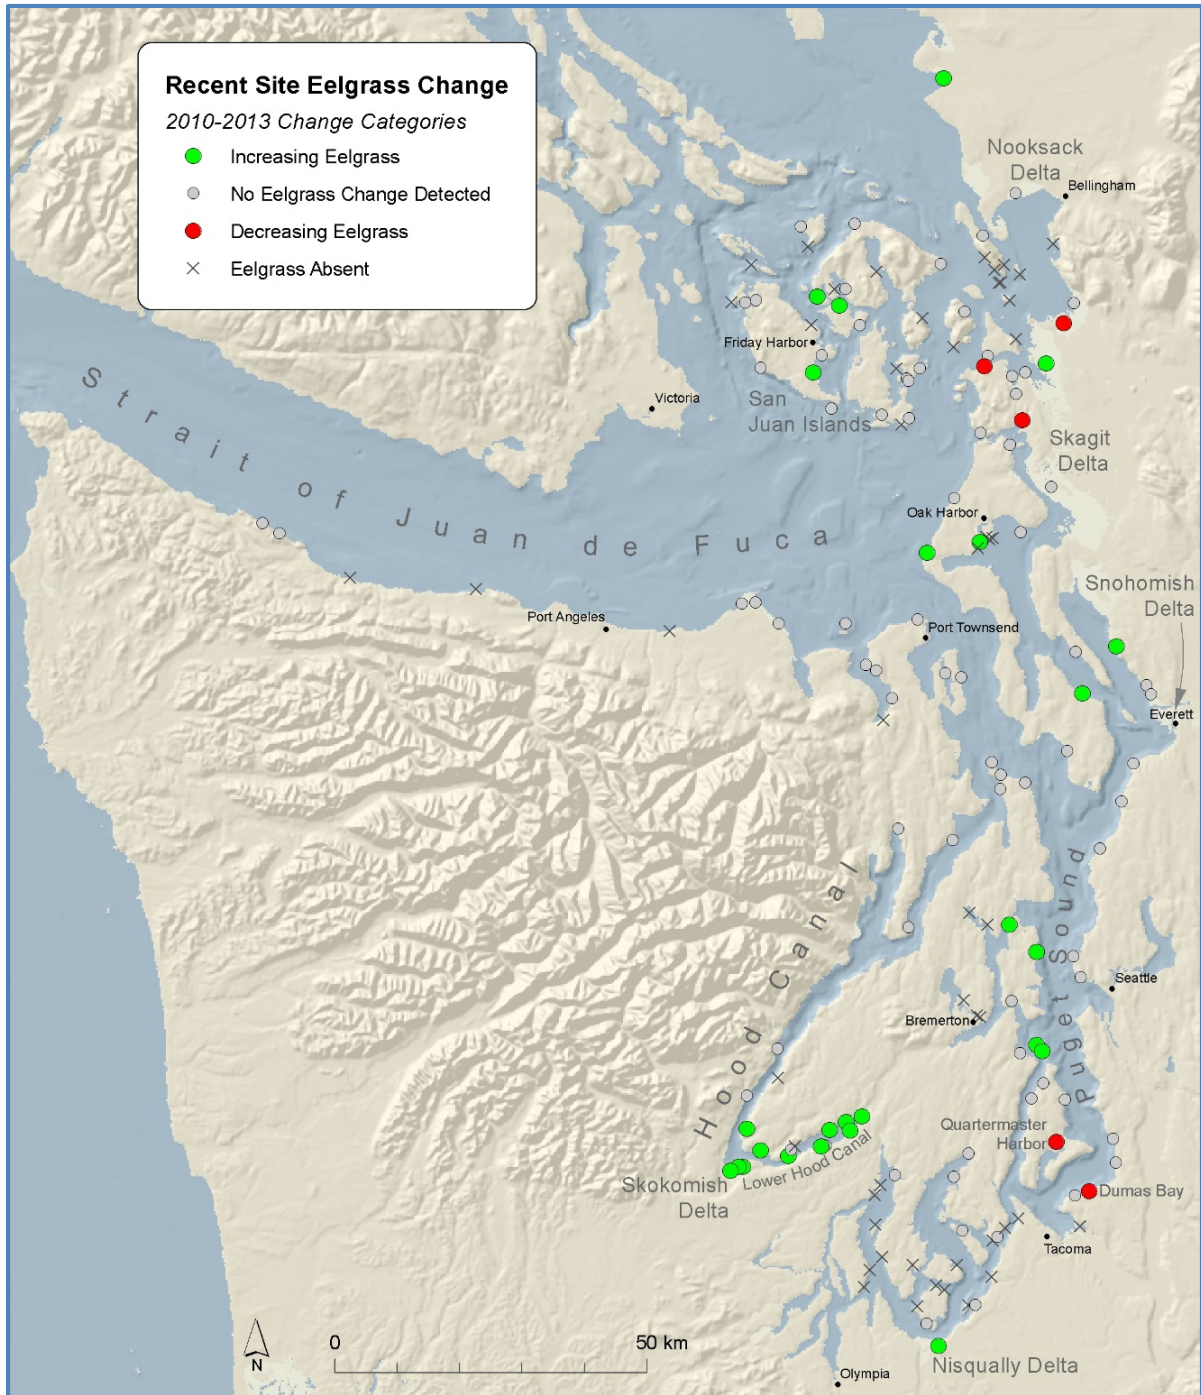 Recent Site Eelgrass Change
2010-2013 Change Categories
Increasing Eelgrass
No Eelgrass Change Detected
Decreasing Eelgrass
Eelgrass Absent
Nooksack
Delta
Bellingham
Friday Harbor
Victoria
San
Juan Islands
Skagit
Delta
Strait of Juan de Fuca
Oak Harbor
Snohomish
Delta
Port Angeles
Port Townsend
Everett
Hood Canal
Puget Sound
Seattle
Bremerton
Quartermaster
Harbor
Lower Hood Canal
Skokomish
Delta
Dumas Bay
Tacoma
0
50 km
N
Nisqually Delta
Olympia